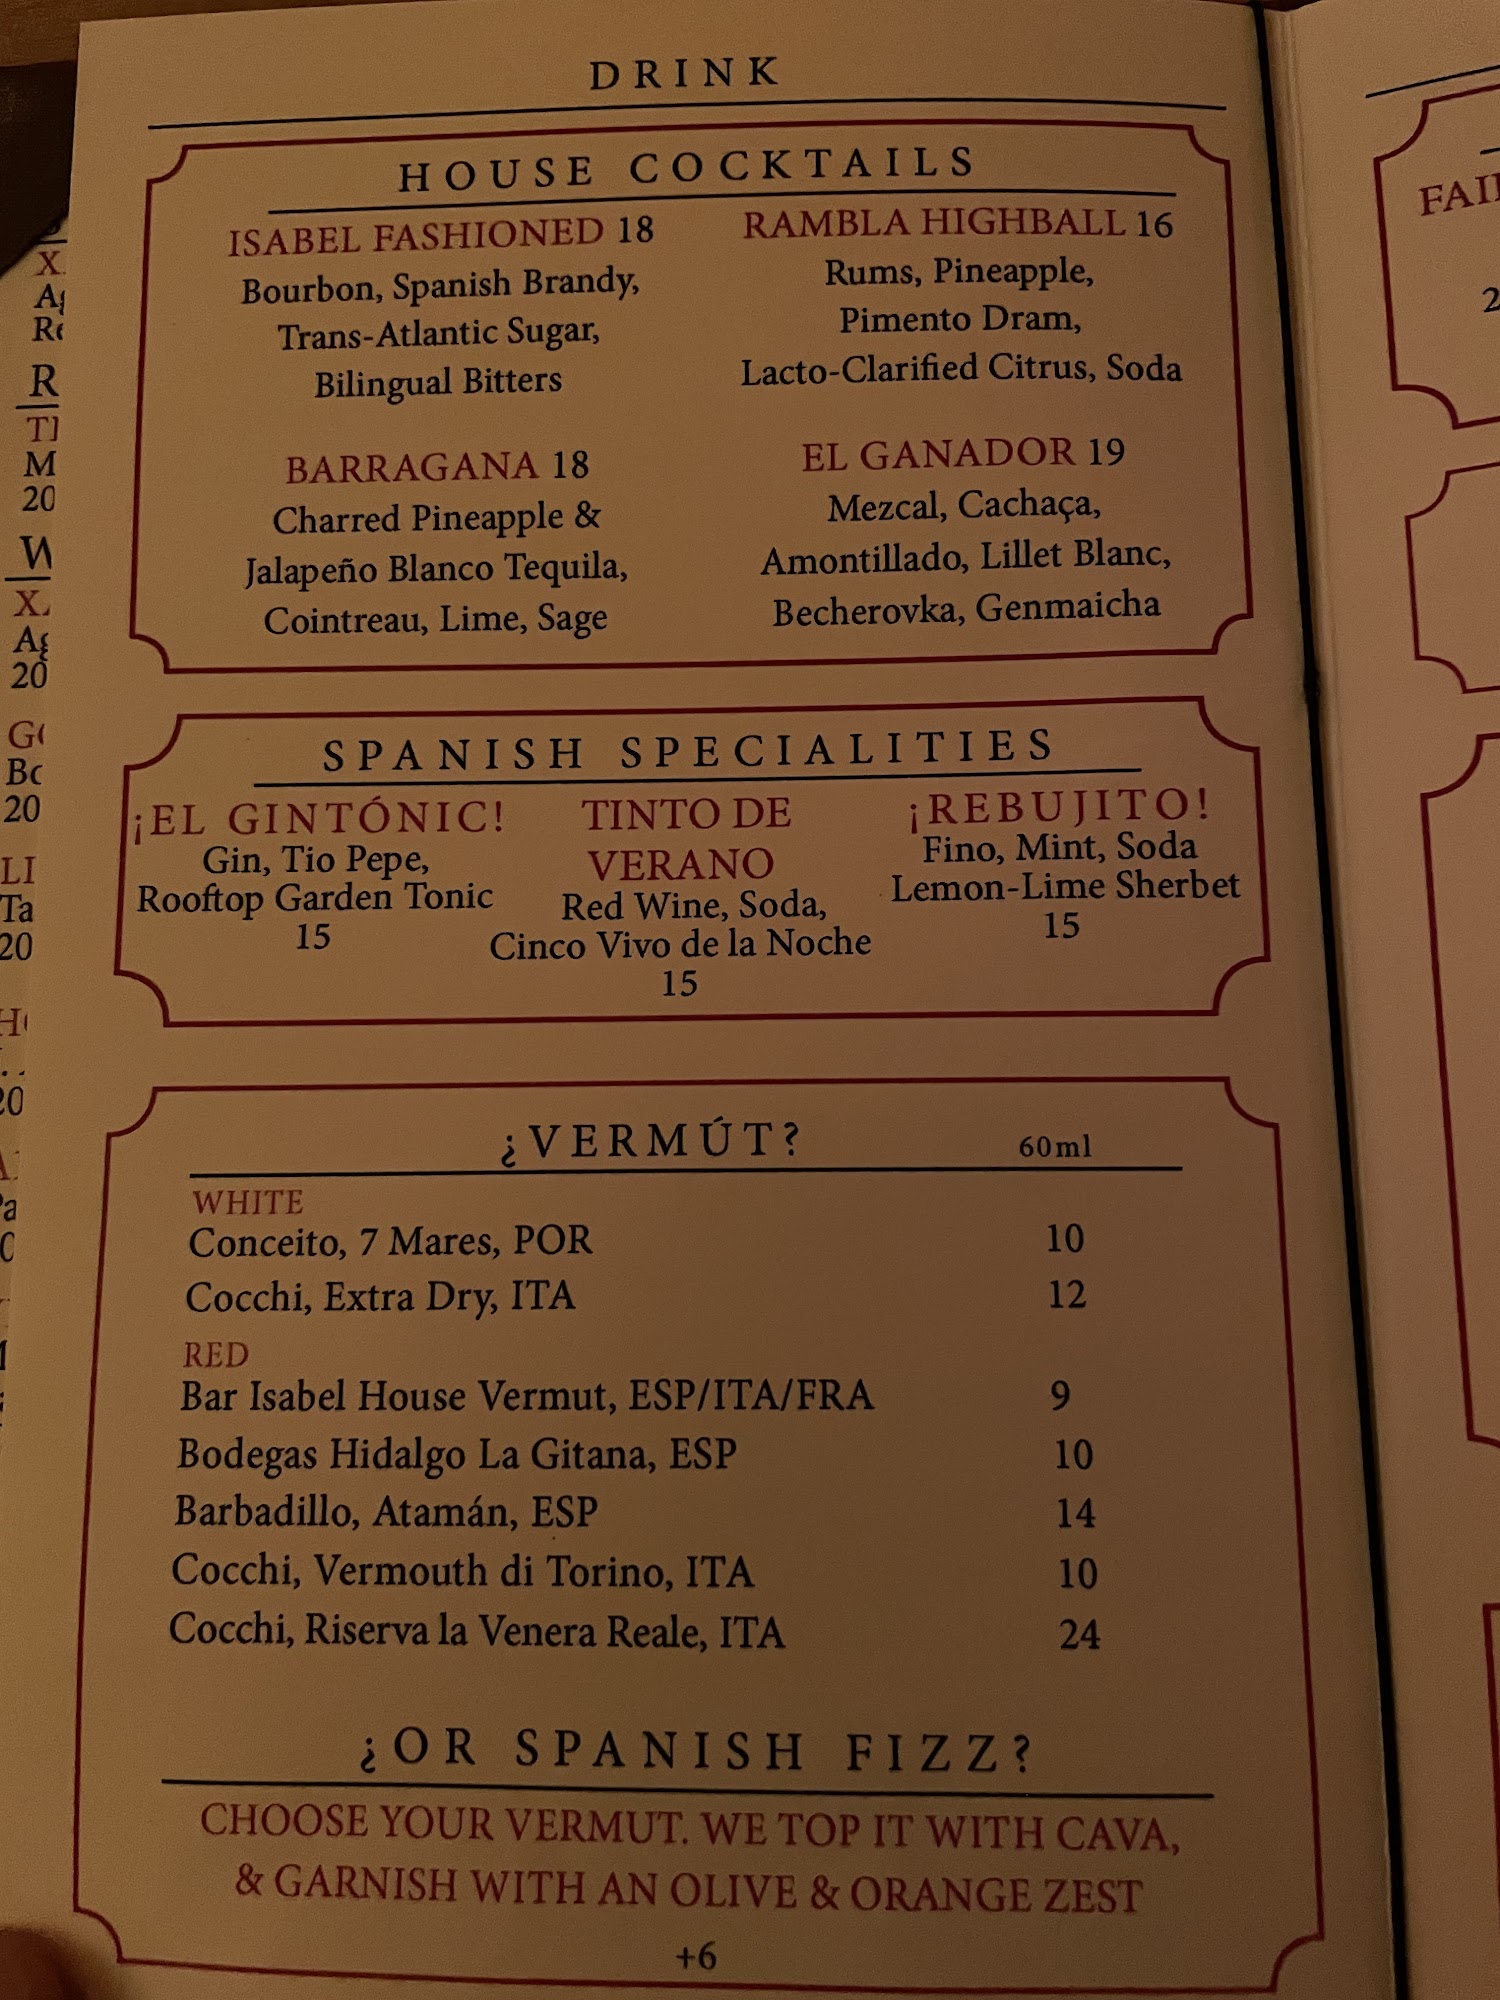 DRINK
HOUSE COCKTAILS
ISABEL FASHIONED 18
Bourbon, Spanish Brandy,
Trans-Atlantic Sugar,
Bilingual Bitters
RAMBLA HIGHBALL 16
Rums, Pineapple,
Pimento Dram,
Lacto-Clarified Citrus, Soda
BARRAGANA 18
Charred Pineapple &
Jalapeño Blanco Tequila,
Cointreau, Lime, Sage
EL GANADOR 19
Mezcal, Cachaça,
Amontillado, Lillet Blanc,
Becherovka, Genmaicha
SPANISH SPECIALITIES
¡EL GINTÓNIC!
Gin, Tio Pepe,
Rooftop Garden Tonic
15
TINTO DE
VERANO
Red Wine, Soda,
Cinco Vivo de la Noche
15
¡REBUJITO!
Fino, Mint, Soda
Lemon-Lime Sherbet
15
¿VERMÚT? 60ml
WHITE
Conceito, 7 Mares, POR 10
Cocchi, Extra Dry, ITA 12
RED
Bar Isabel House Vermut, ESP/ITA/FRA 9
Bodegas Hidalgo La Gitana, ESP 10
Barbadillo, Atamán, ESP 14
Cocchi, Vermouth di Torino, ITA 10
Cocchi, Riserva la Venera Reale, ITA 24
¿OR SPANISH FIZZ?
CHOOSE YOUR VERMUT. WE TOP IT WITH CAVA,
& GARNISH WITH AN OLIVE & ORANGE ZEST
+6